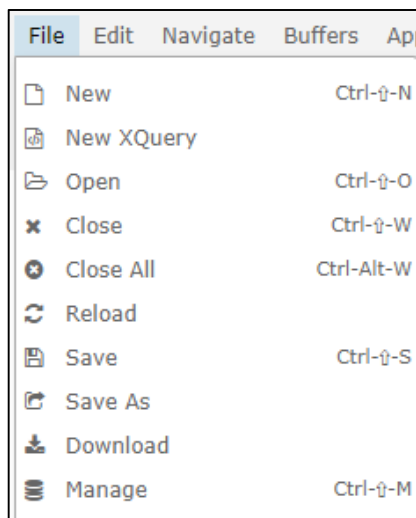 File Edit Navigate Buffers Ap
New Ctrl-⇧-N
New XQuery
Open Ctrl-⇧-O
Close Ctrl-⇧-W
Close All Ctrl-Alt-W
Reload
Save Ctrl-⇧-S
Save As
Download
Manage Ctrl-⇧-M